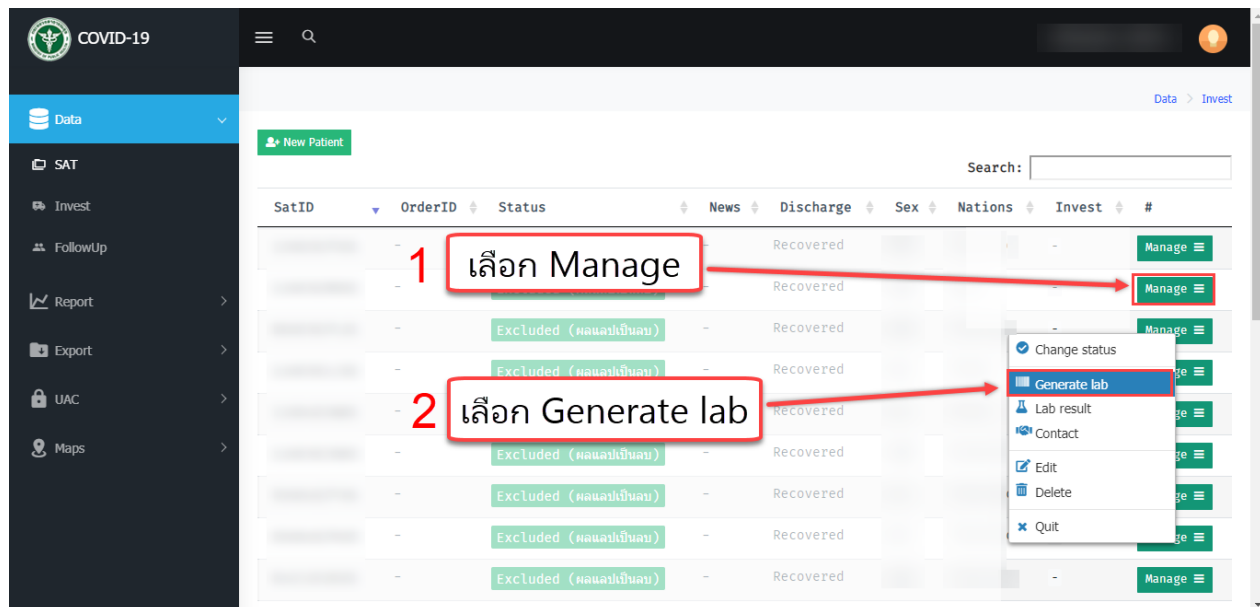 COVID-19
Data > Invest
Data
New Patient
SAT
Search:
Invest
SatID OrderID Status News Discharge Sex Nations Invest #
FollowUp
- - Recovered - Manage
1 เลือก Manage
- Recovered - Manage
Report
- Excluded (ผลแลปเป็นลบ) - Recovered - Manage
Export
Change status
Excluded (ผลแลปเป็นลบ) - Recovered
Generate lab
UAC
2 เลือก Generate lab
Lab result
- Recovered
Contact
Maps
- Excluded (ผลแลปเป็นลบ) - Recovered
Edit
Delete
- Excluded (ผลแลปเป็นลบ) - Recovered
Quit
- Excluded (ผลแลปเป็นลบ) - Recovered
- Excluded (ผลแลปเป็นลบ) - Recovered - Manage